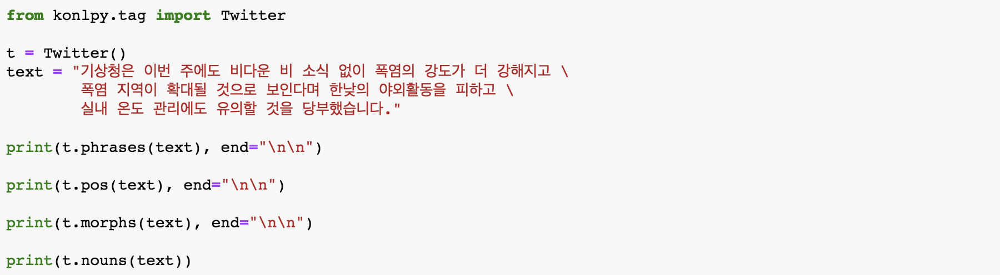 from konlpy.tag import Twitter
t = Twitter()
text = "기상청은 이번 주에도 비다운 비 소식 없이 폭염의 강도가 더 강해지고 \
폭염 지역이 확대될 것으로 보인다며 한낮의 야외활동을 피하고 \
실내 온도 관리에도 유의할 것을 당부했습니다."
print(t.phrases(text), end="\n\n")
print(t.pos(text), end="\n\n")
print(t.morphs(text), end="\n\n")
print(t.nouns(text))